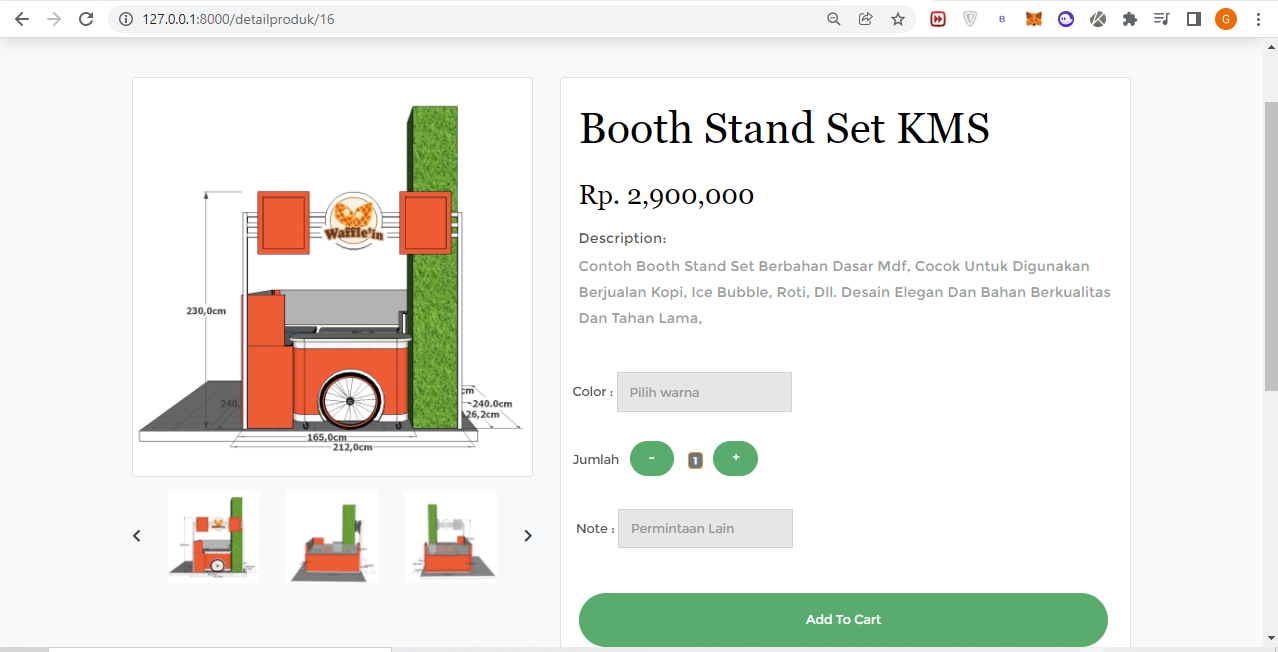 127.0.0.1:8000/detailproduk/16
B
G
Waffle'in
230,0cm
240,
cm
240.0cm
26,2cm
165,0cm
212,0cm
Booth Stand Set KMS
Rp. 2,900,000
Description:
Contoh Booth Stand Set Berbahan Dasar Mdf, Cocok Untuk Digunakan
Berjualan Kopi, Ice Bubble, Roti, Dll. Desain Elegan Dan Bahan Berkualitas
Dan Tahan Lama,
Color : Pilih warna
Jumlah - 1 +
Note : Permintaan Lain
Add To Cart